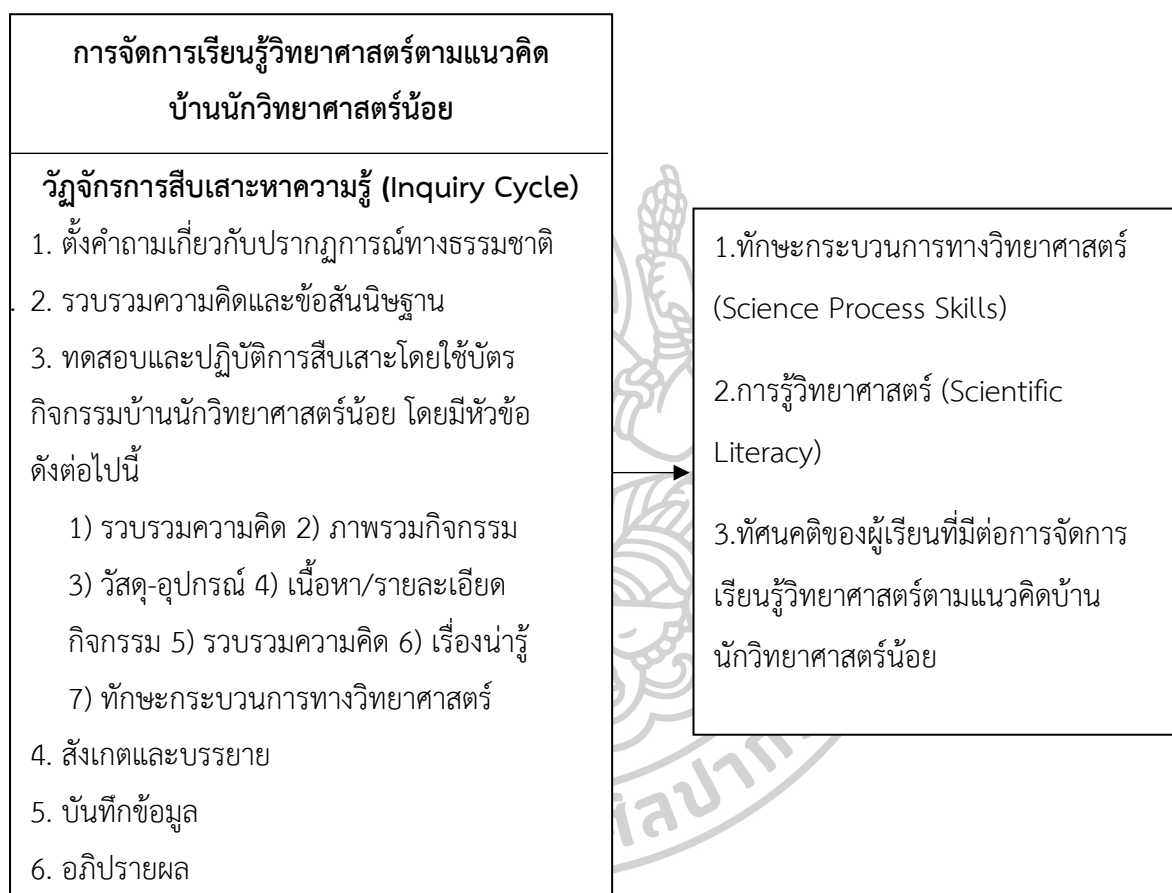 การจัดการเรียนรู้วิทยาศาสตร์ตามแนวคิด
บ้านนักวิทยาศาสตร์น้อย
วัฏจักรการสืบเสาะหาความรู้ (Inquiry Cycle)
1. ตั้งคำถามเกี่ยวกับปรากฏการณ์ทางธรรมชาติ
2. รวบรวมความคิดและข้อสันนิษฐาน
3. ทดสอบและปฏิบัติการสืบเสาะโดยใช้บัตร
กิจกรรมบ้านนักวิทยาศาสตร์น้อย โดยมีหัวข้อ
ดังต่อไปนี้
1) รวบรวมความคิด 2) ภาพรวมกิจกรรม
3) วัสดุ-อุปกรณ์ 4) เนื้อหา/รายละเอียด
กิจกรรม 5) รวบรวมความคิด 6) เรื่องน่ารู้
7) ทักษะกระบวนการทางวิทยาศาสตร์
4. สังเกตและบรรยาย
5. บันทึกข้อมูล
6. อภิปรายผล
1.ทักษะกระบวนการทางวิทยาศาสตร์
(Science Process Skills)
2.การรู้วิทยาศาสตร์ (Scientific
Literacy)
3.ทัศนคติของผู้เรียนที่มีต่อการจัดการ
เรียนรู้วิทยาศาสตร์ตามแนวคิดบ้าน
นักวิทยาศาสตร์น้อย